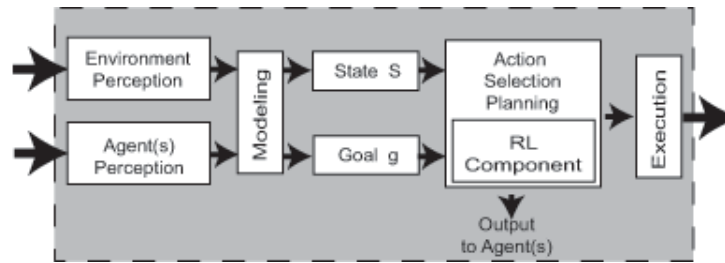 Environment
Perception
Agent(s)
Perception
Modeling
State S
Goal g
Action
Selection
Planning
RL
Component
Output
to Agent(s)
Execution